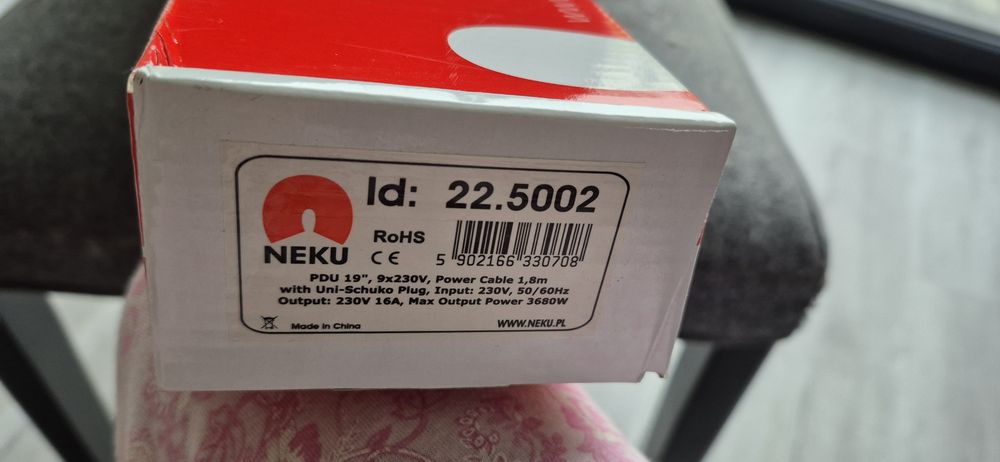 Id: 22.5002
NEKU
RoHS
CE
5 902166 330708
PDU 19", 9x230V, Power Cable 1,8m
with Uni-Schuko Plug, Input: 230V, 50/60Hz
Output: 230V 16A, Max Output Power 3680W
Made in China
WWW.NEKU.PL